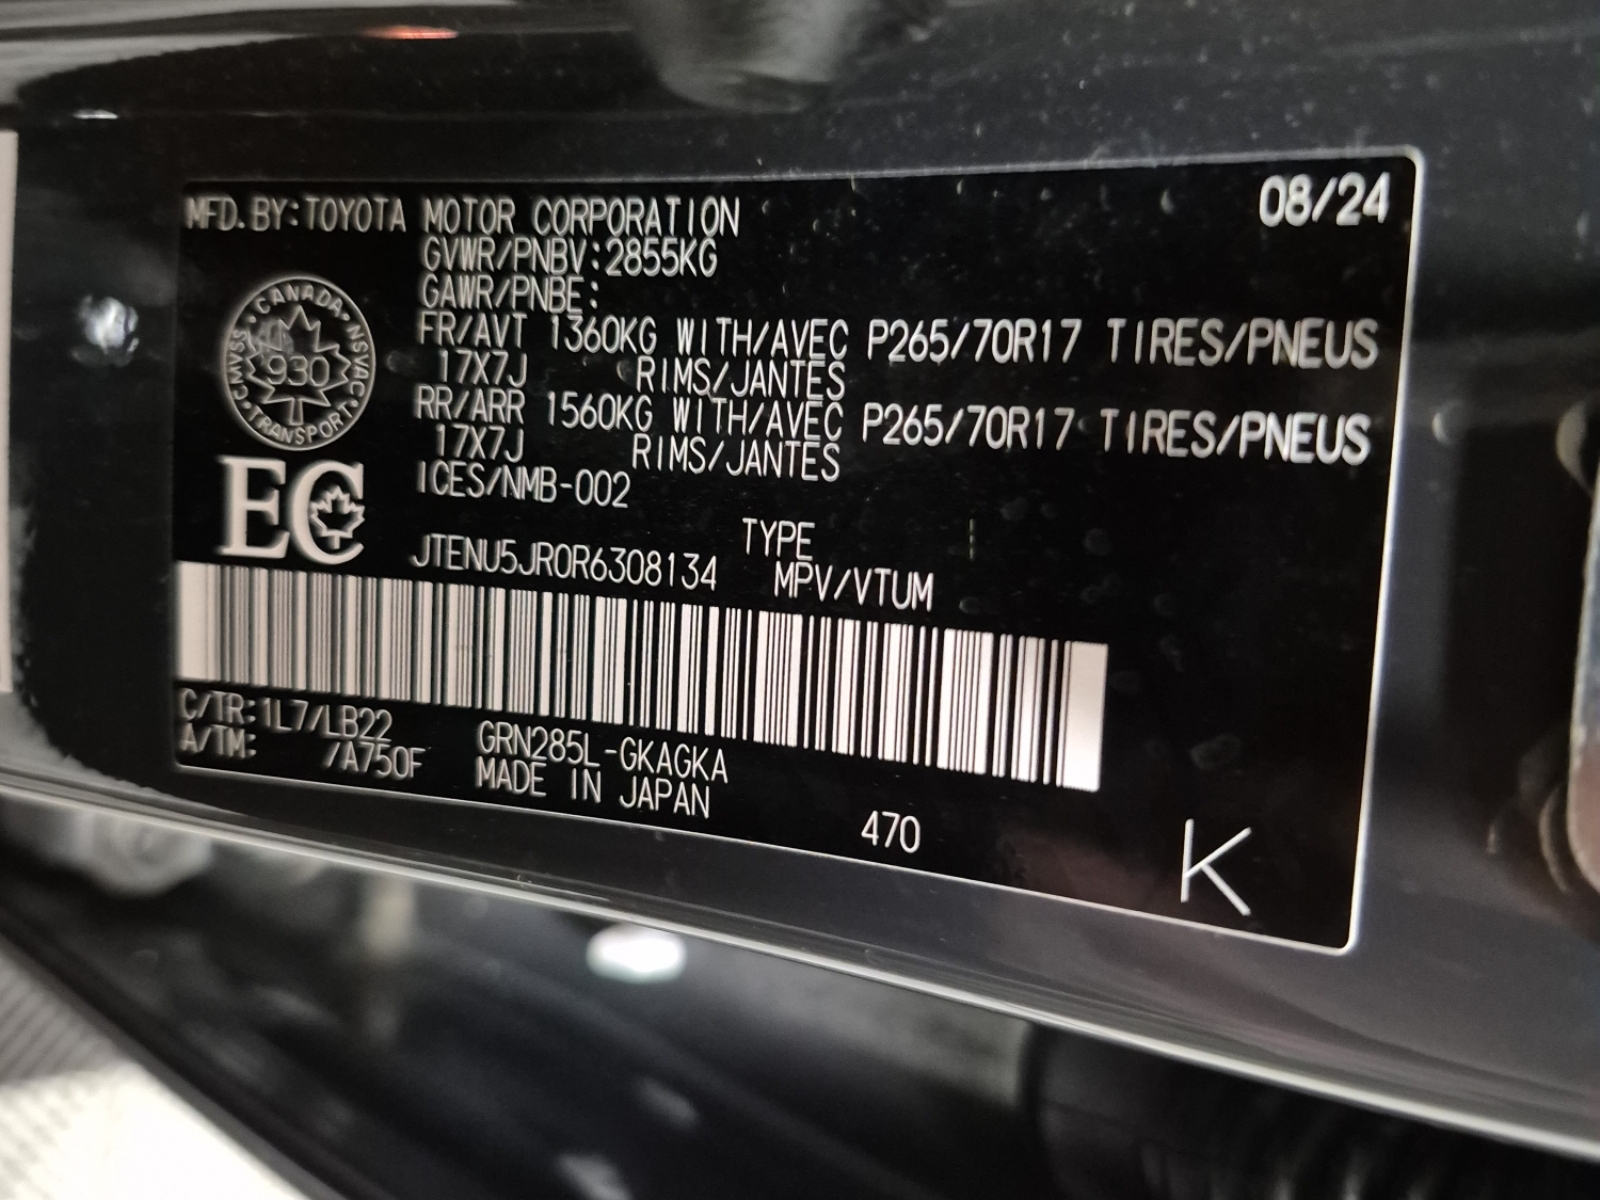 08/24
MFD. BY:TOYOTA MOTOR CORPORATION
GVWR/PNBV:2855KG
GAWR/PNBE:
FR/AVT 1360KG WITH/AVEC P265/70R17 TIRES/PNEUS
17X7J RIMS/JANTES
RR/ARR 1560KG WITH/AVEC P265/70R17 TIRES/PNEUS
17X7J RIMS/JANTES
ICES/NMB-002
CANADA
NSVAC
TRANSPORT
CMVSS
930
EC
JTENU5JR0R6308134
TYPE
MPV/VTUM
C/TR:1L7/LB22
A/TM: /A750F
GRN285L-GKAGKA
MADE IN JAPAN
470
K